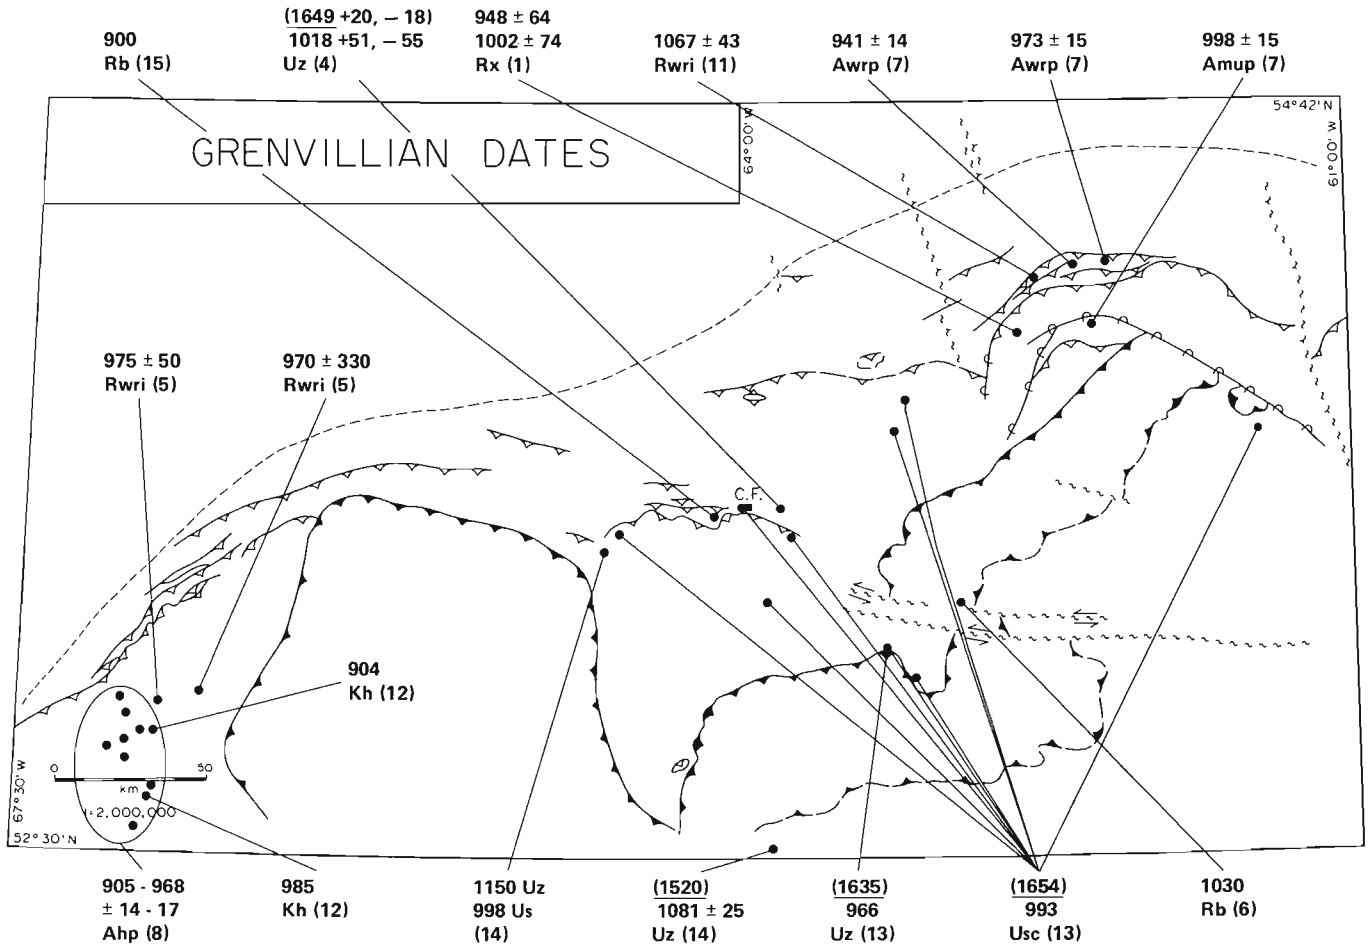 (1649 +20, – 18)
1018 +51, – 55
Uz (4)
948 ± 64
1002 ± 74
Rx (1)
900
Rb (15)
1067 ± 43
Rwri (11)
941 ± 14
Awrp (7)
973 ± 15
Awrp (7)
998 ± 15
Amup (7)
GRENVILLIAN DATES
64°00' W
54°42' N
61°00' W
975 ± 50
Rwri (5)
970 ± 330
Rwri (5)
C.F.
904
Kh (12)
0 50
km
1=2,000,000
67°30' W
52°30' N
905 - 968
± 14 - 17
Ahp (8)
985
Kh (12)
1150 Uz
998 Us
(14)
(1520)
1081 ± 25
Uz (14)
(1635)
966
Uz (13)
(1654)
993
Usc (13)
1030
Rb (6)